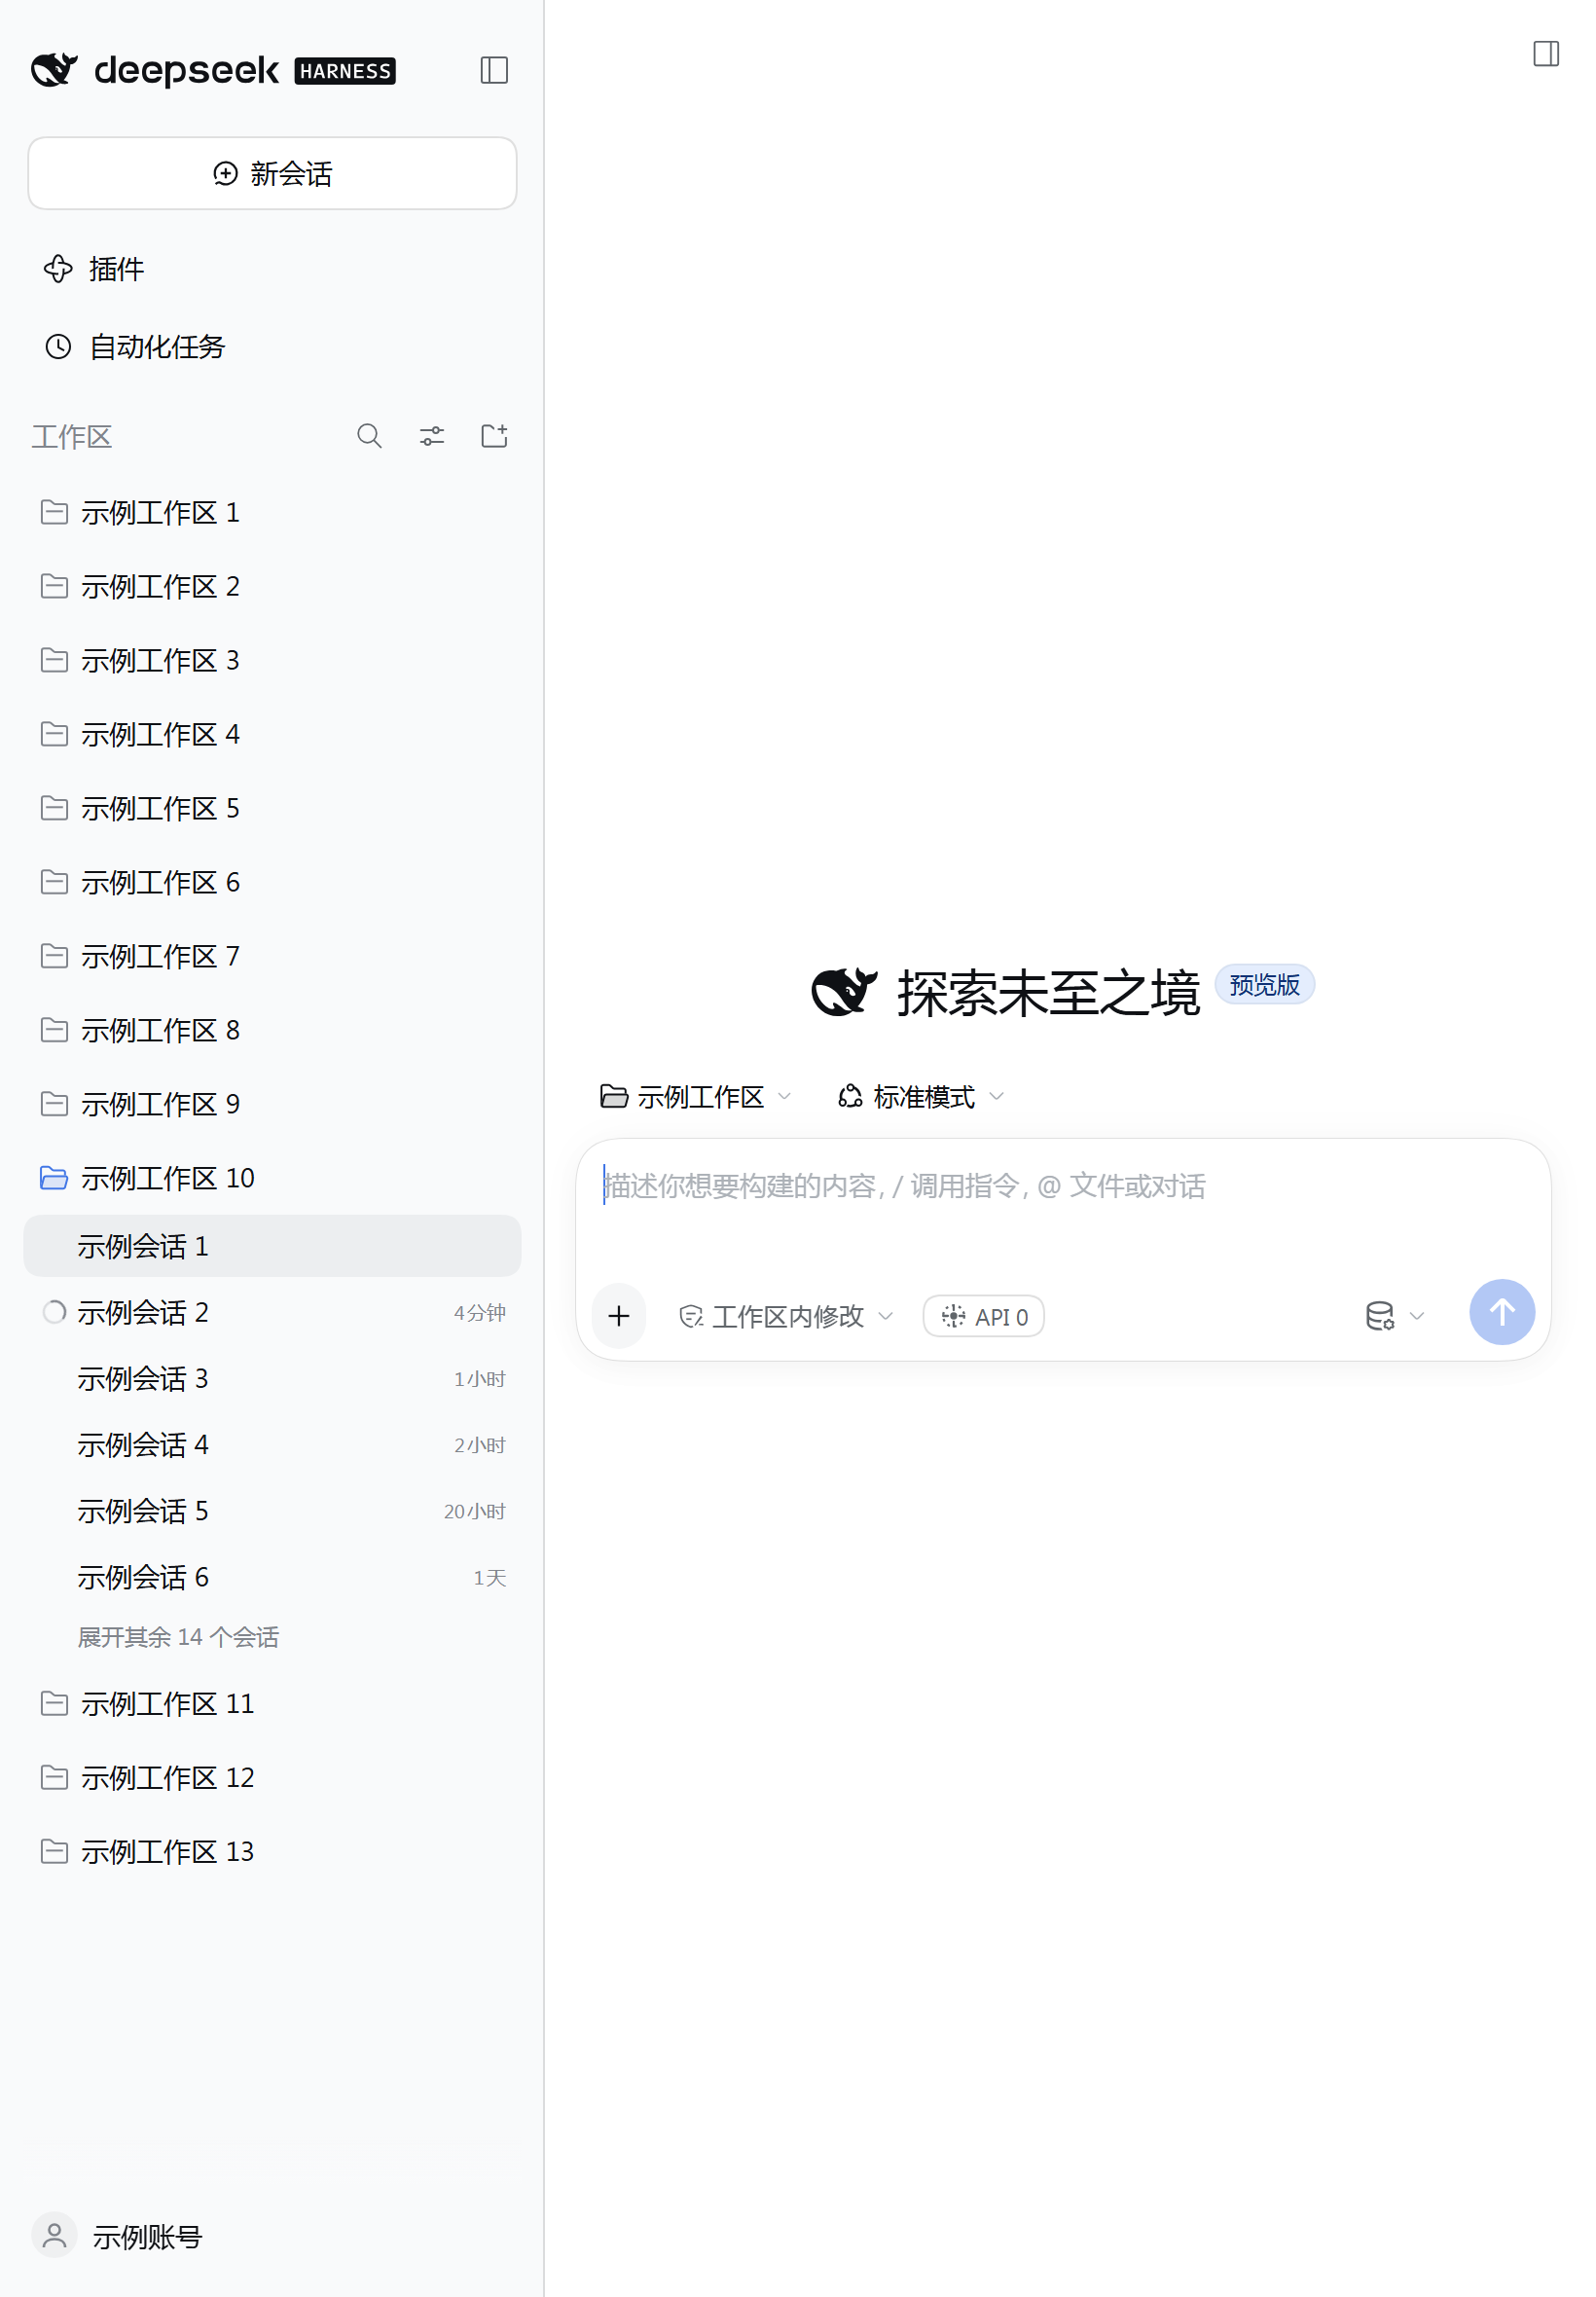 deepseek HARNESS
新会话
插件
自动化任务
工作区
示例工作区 1
示例工作区 2
示例工作区 3
示例工作区 4
示例工作区 5
示例工作区 6
示例工作区 7
示例工作区 8
示例工作区 9
示例工作区 10
示例会话 1
示例会话 2 4分钟
示例会话 3 1小时
示例会话 4 2小时
示例会话 5 20小时
示例会话 6 1天
展开其余 14 个会话
示例工作区 11
示例工作区 12
示例工作区 13
示例账号
探索未至之境 预览版
示例工作区 标准模式
描述你想要构建的内容, / 调用指令, @ 文件或对话
工作区内修改 API 0